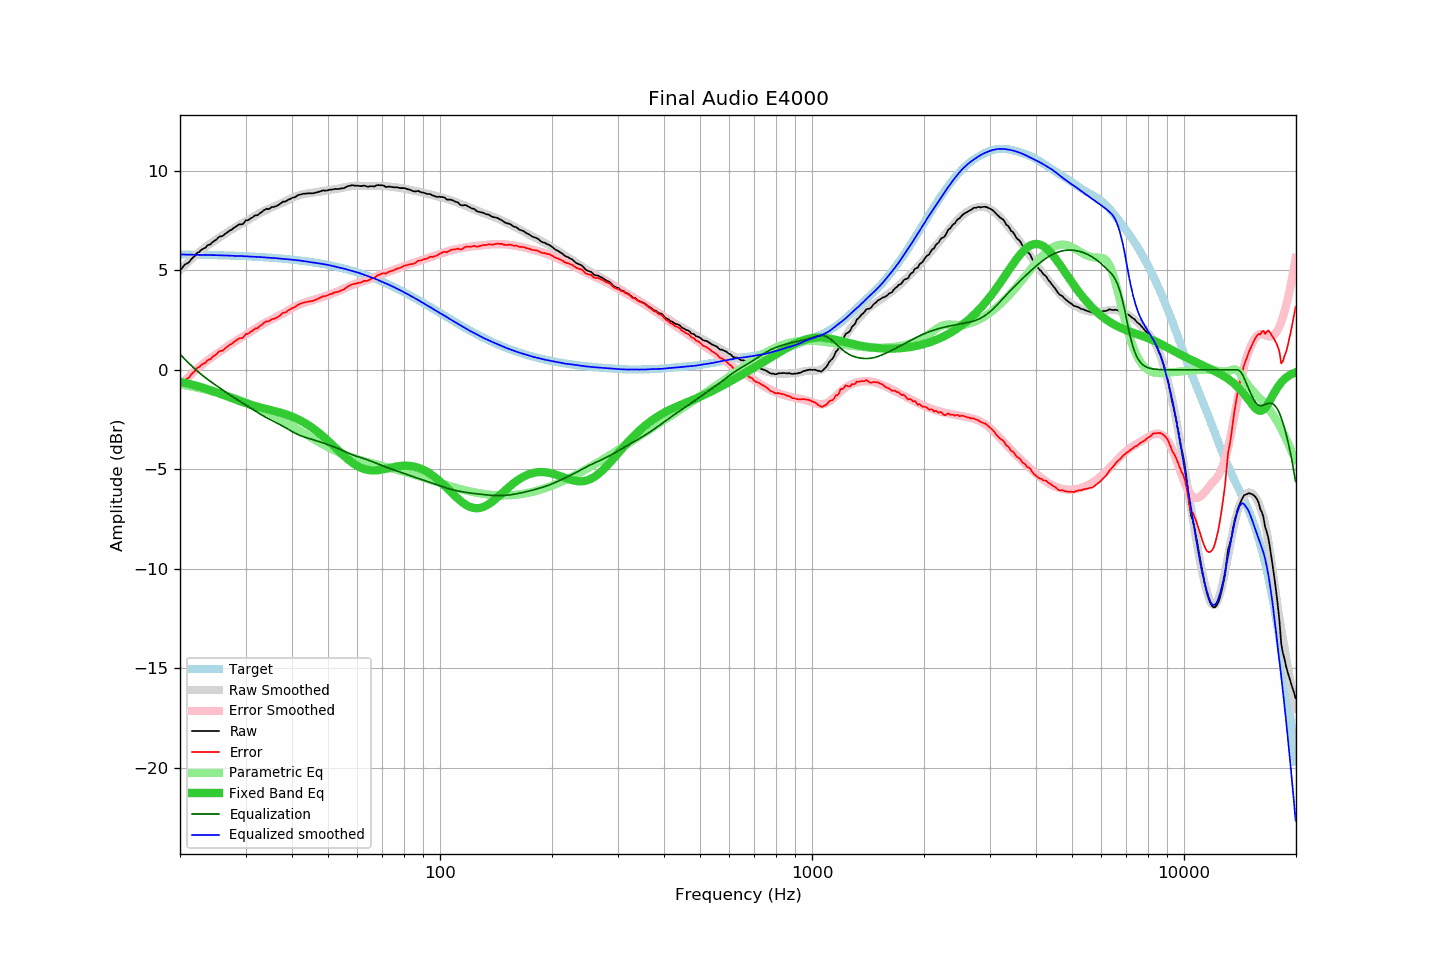 Final Audio E4000
Amplitude (dBr)
10
5
0
−5
−10
−15
−20
Target
Raw Smoothed
Error Smoothed
Raw
Error
Parametric Eq
Fixed Band Eq
Equalization
Equalized smoothed
100
1000
10000
Frequency (Hz)